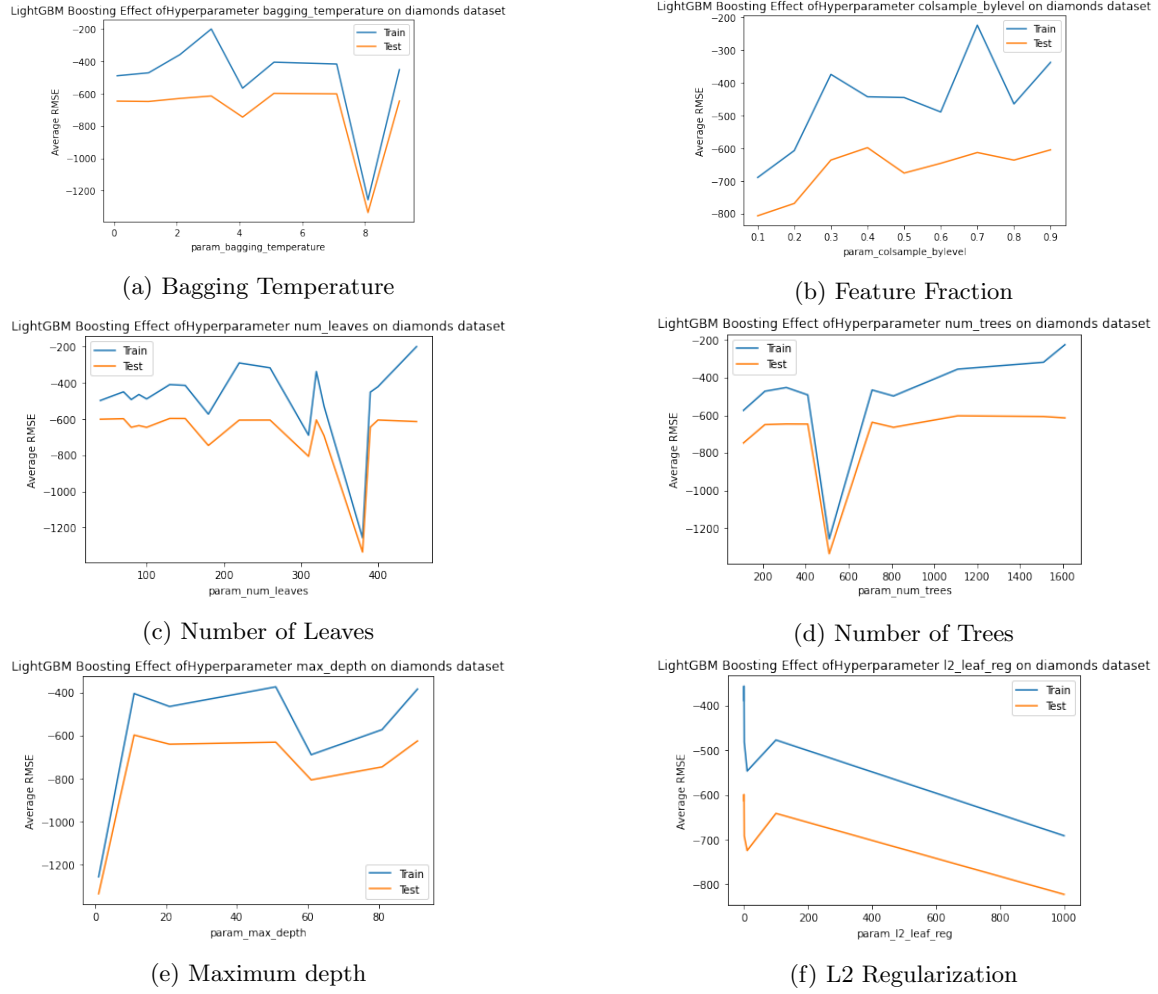 LightGBM Boosting Effect ofHyperparameter bagging_temperature on diamonds dataset
Train
Test
Average RMSE
−200
−400
−600
−800
−1000
−1200
0 2 4 6 8
param_bagging_temperature
(a) Bagging Temperature
LightGBM Boosting Effect ofHyperparameter colsample_bylevel on diamonds dataset
Train
Test
Average RMSE
−200
−300
−400
−500
−600
−700
−800
0.1 0.2 0.3 0.4 0.5 0.6 0.7 0.8 0.9
param_colsample_bylevel
(b) Feature Fraction
LightGBM Boosting Effect ofHyperparameter num_leaves on diamonds dataset
Train
Test
Average RMSE
−200
−400
−600
−800
−1000
−1200
100 200 300 400
param_num_leaves
(c) Number of Leaves
LightGBM Boosting Effect ofHyperparameter num_trees on diamonds dataset
Train
Test
Average RMSE
−200
−400
−600
−800
−1000
−1200
200 400 600 800 1000 1200 1400 1600
param_num_trees
(d) Number of Trees
LightGBM Boosting Effect ofHyperparameter max_depth on diamonds dataset
Average RMSE
−400
−600
−800
−1000
−1200
Train
Test
0 20 40 60 80
param_max_depth
(e) Maximum depth
LightGBM Boosting Effect ofHyperparameter l2_leaf_reg on diamonds dataset
Train
Test
Average RMSE
−400
−500
−600
−700
−800
0 200 400 600 800 1000
param_l2_leaf_reg
(f) L2 Regularization